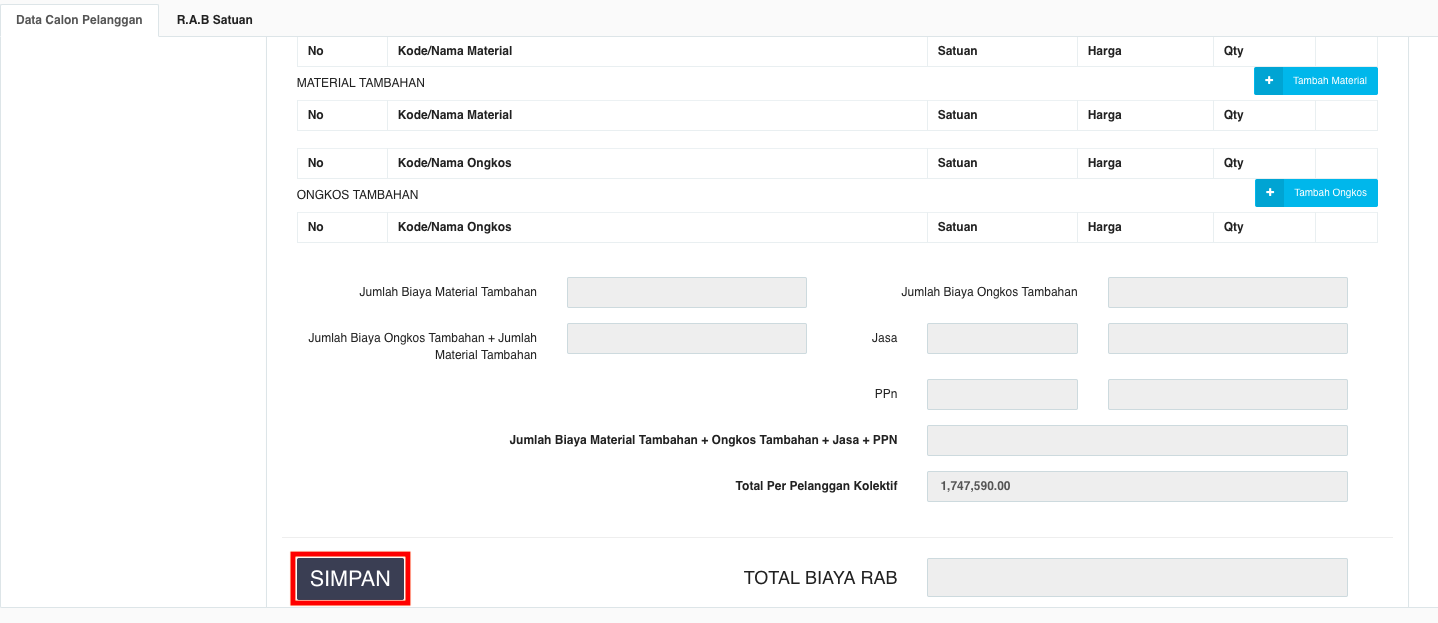 Data Calon Pelanggan R.A.B Satuan
No Kode/Nama Material Satuan Harga Qty
MATERIAL TAMBAHAN + Tambah Material
No Kode/Nama Material Satuan Harga Qty
No Kode/Nama Ongkos Satuan Harga Qty
ONGKOS TAMBAHAN + Tambah Ongkos
No Kode/Nama Ongkos Satuan Harga Qty
Jumlah Biaya Material Tambahan Jumlah Biaya Ongkos Tambahan
Jumlah Biaya Ongkos Tambahan + Jumlah Jasa
Material Tambahan
PPn
Jumlah Biaya Material Tambahan + Ongkos Tambahan + Jasa + PPN
Total Per Pelanggan Kolektif 1,747,590.00
SIMPAN TOTAL BIAYA RAB